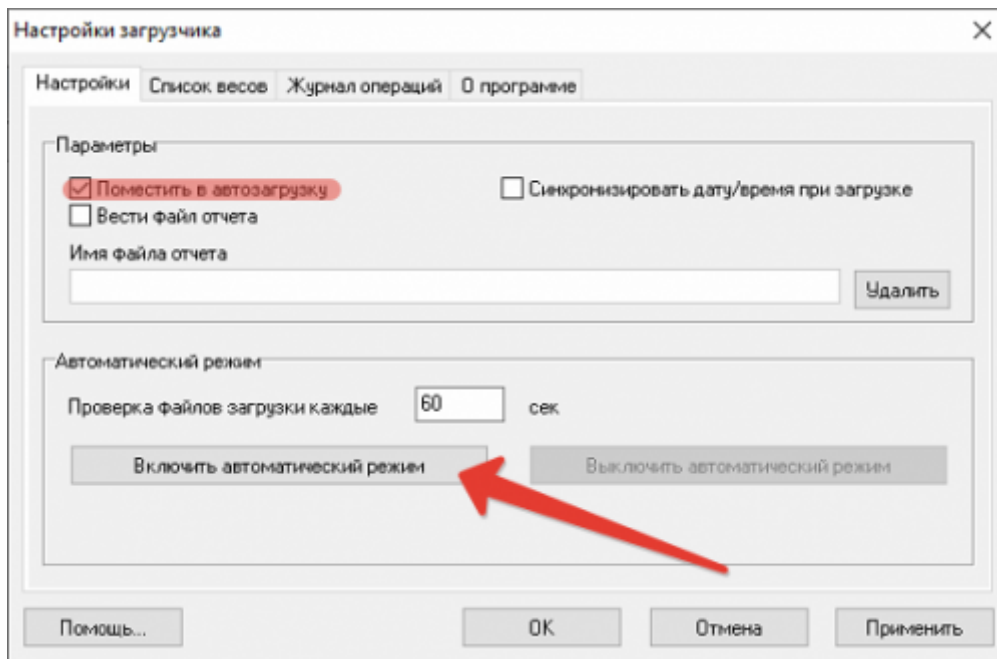 Настройки загрузчика
Настройки Список весов Журнал операций О программе
Параметры
Поместить в автозагрузку Синхронизировать дату/время при загрузке
Вести файл отчета
Имя файла отчета
Удалить
Автоматический режим
Проверка файлов загрузки каждые 60 сек
Включить автоматический режим Выключить автоматический режим
Помощь... OK Отмена Применить